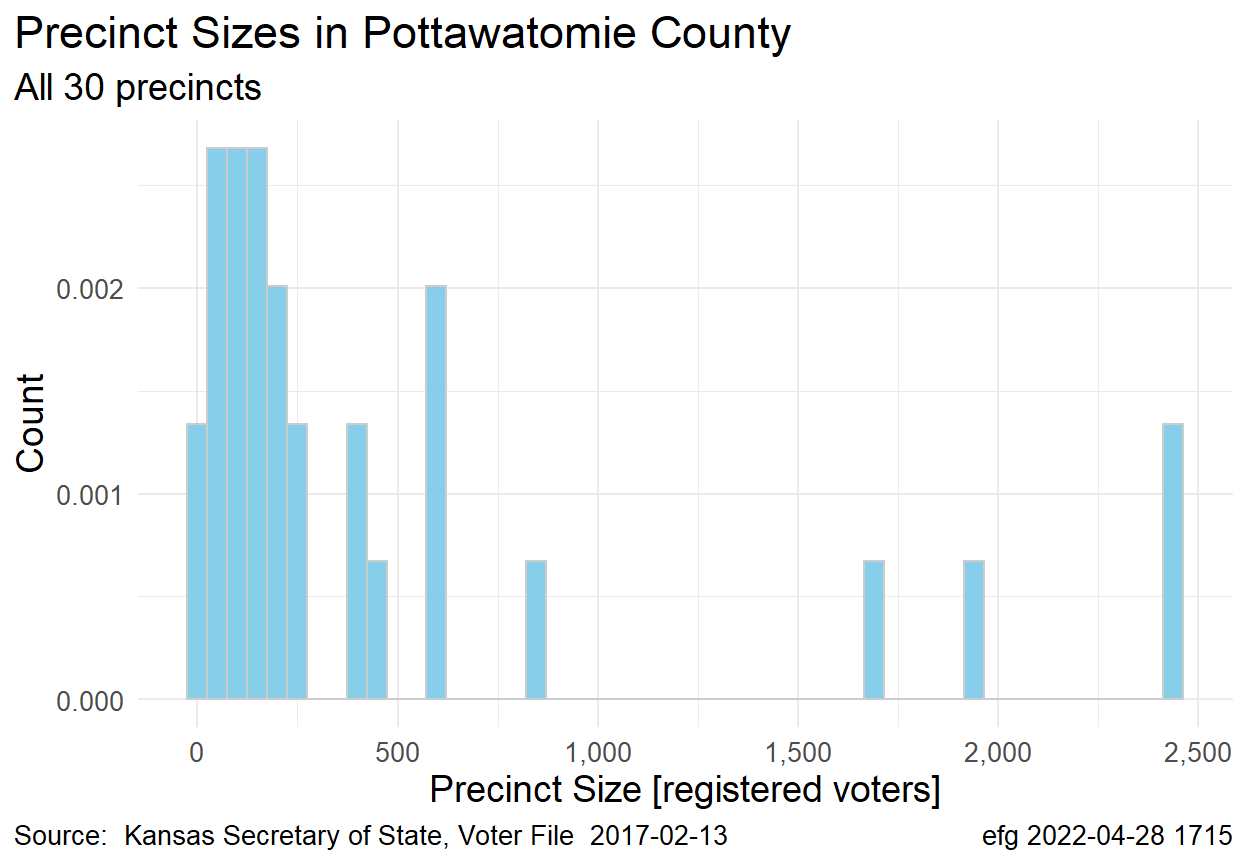 Precinct Sizes in Pottawatomie County
All 30 precincts
Count
0.002
0.001
0.000
0 500 1,000 1,500 2,000 2,500
Precinct Size [registered voters]
Source:  Kansas Secretary of State, Voter File  2017-02-13
efg 2022-04-28 1715